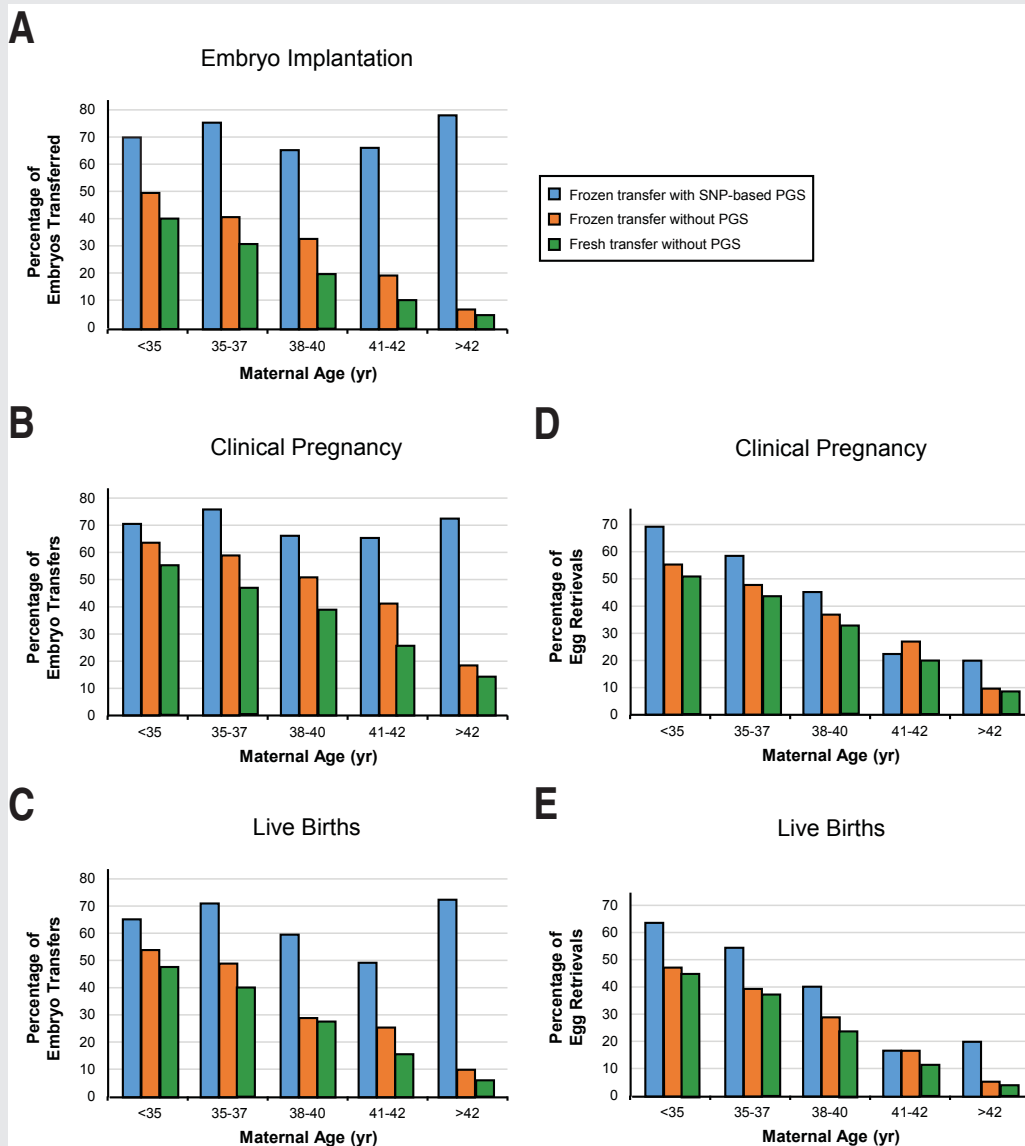 A
Embryo Implantation
Percentage of
Embryos Transferred
80
70
60
50
40
30
20
10
0
<35 35-37 38-40 41-42 >42
Maternal Age (yr)
Frozen transfer with SNP-based PGS
Frozen transfer without PGS
Fresh transfer without PGS
B
Clinical Pregnancy
Percentage of
Embryo Transfers
80
70
60
50
40
30
20
10
0
<35 35-37 38-40 41-42 >42
Maternal Age (yr)
D
Clinical Pregnancy
Percentage of
Egg Retrievals
70
60
50
40
30
20
10
0
<35 35-37 38-40 41-42 >42
Maternal Age (yr)
C
Live Births
Percentage of
Embryo Transfers
80
70
60
50
40
30
20
10
0
<35 35-37 38-40 41-42 >42
Maternal Age (yr)
E
Live Births
Percentage of
Egg Retrievals
70
60
50
40
30
20
10
0
<35 35-37 38-40 41-42 >42
Maternal Age (yr)